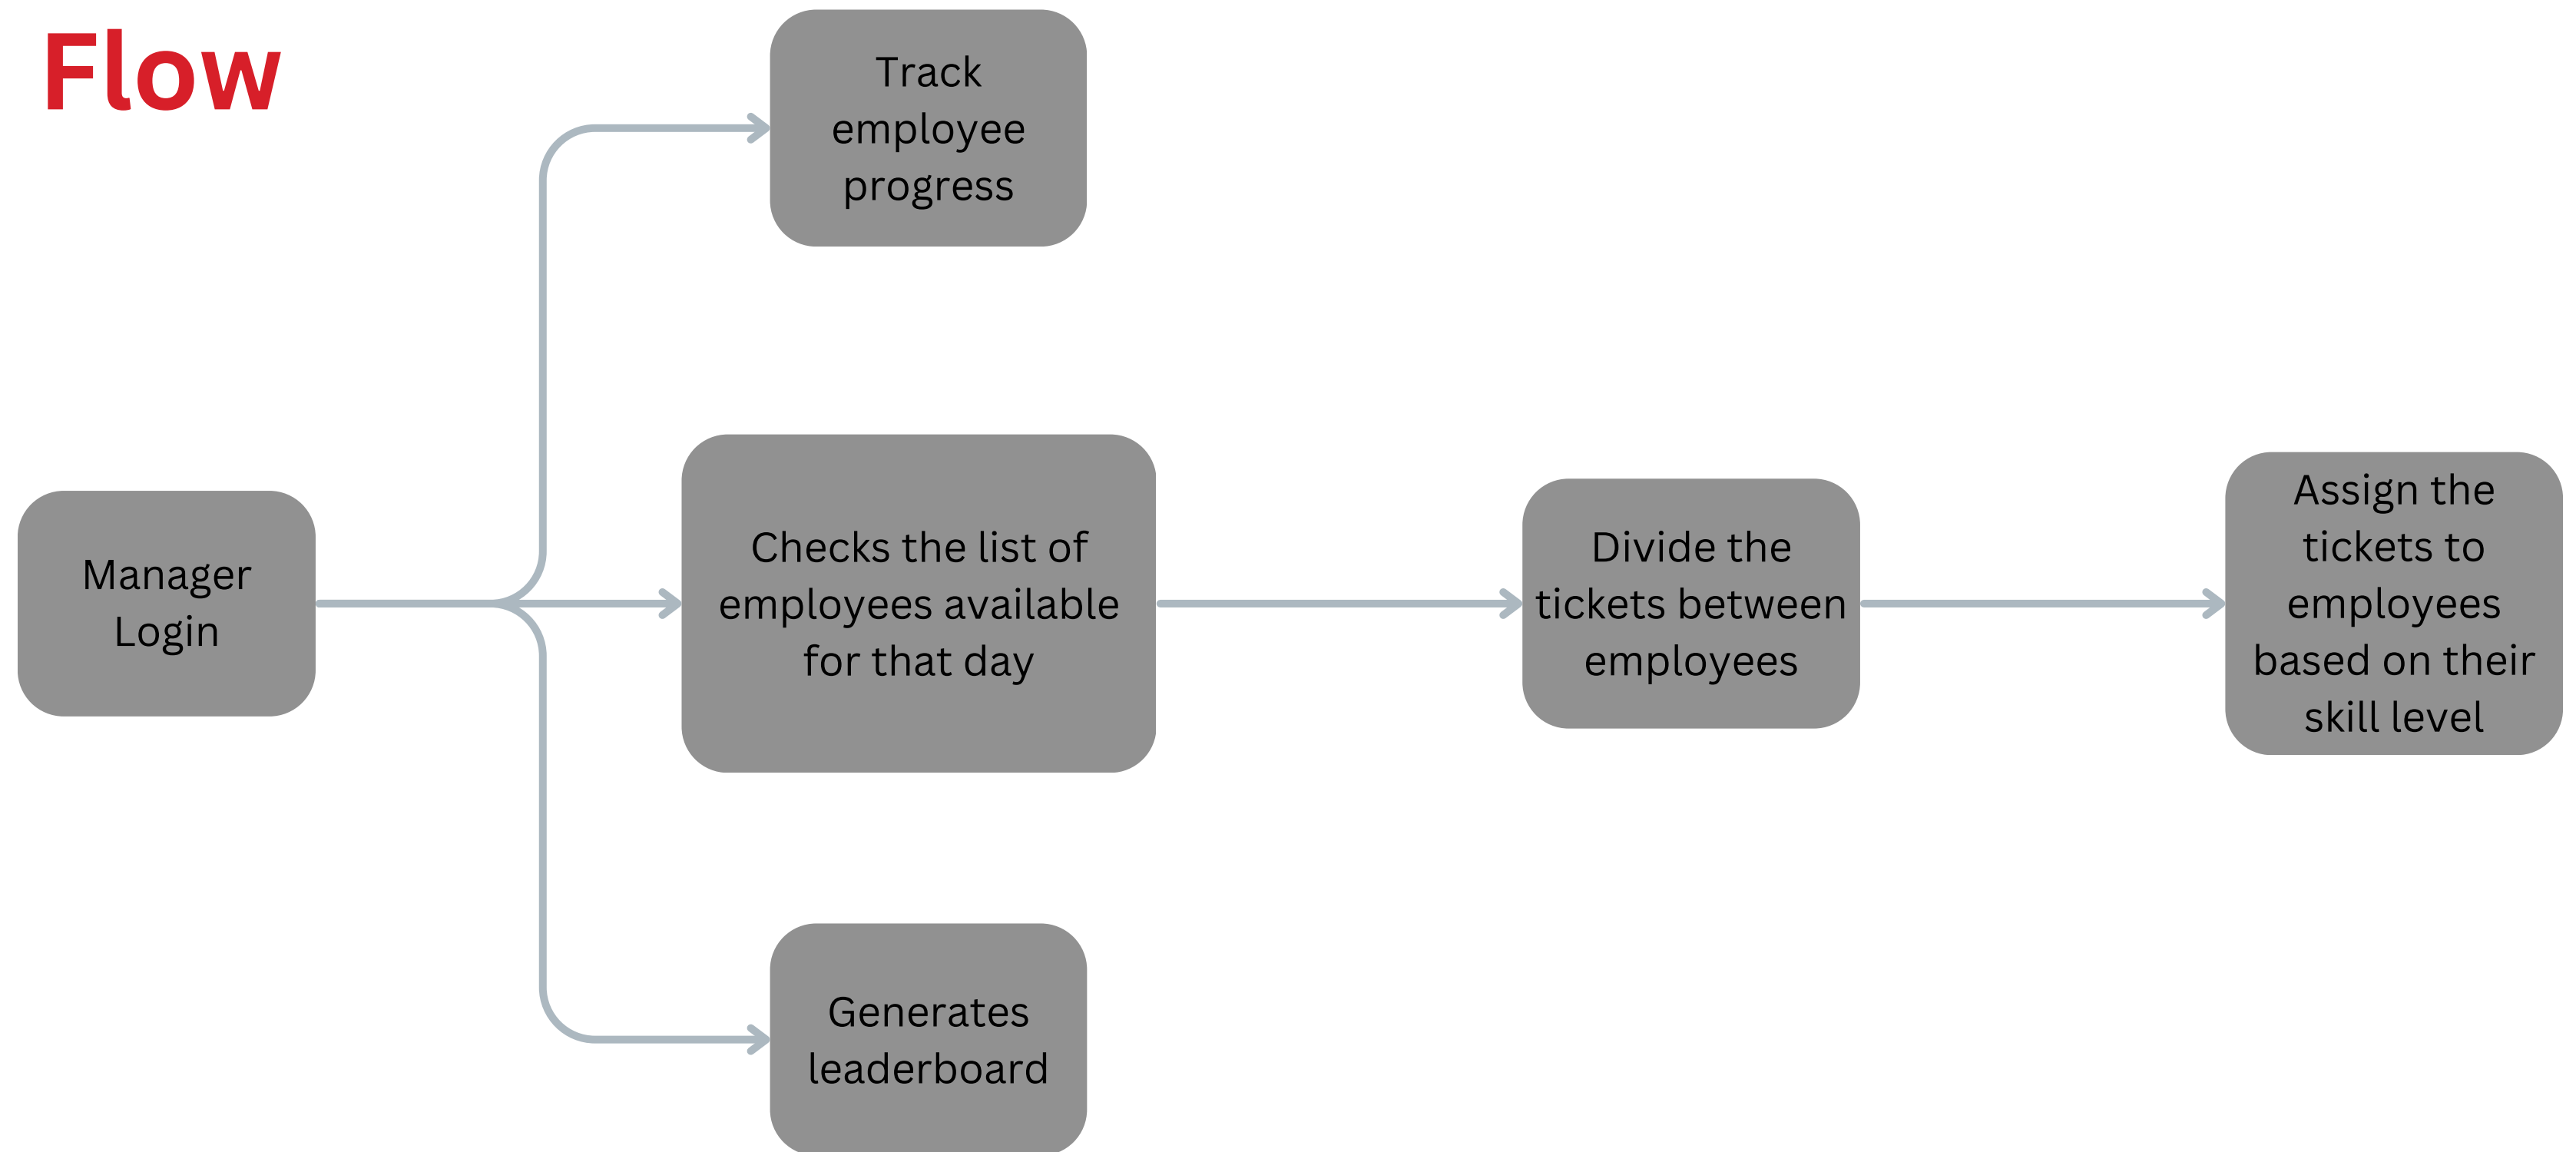 Flow
Track
employee
progress
Manager
Login
Checks the list of
employees available
for that day
Divide the
tickets between
employees
Assign the
tickets to
employees
based on their
skill level
Generates
leaderboard